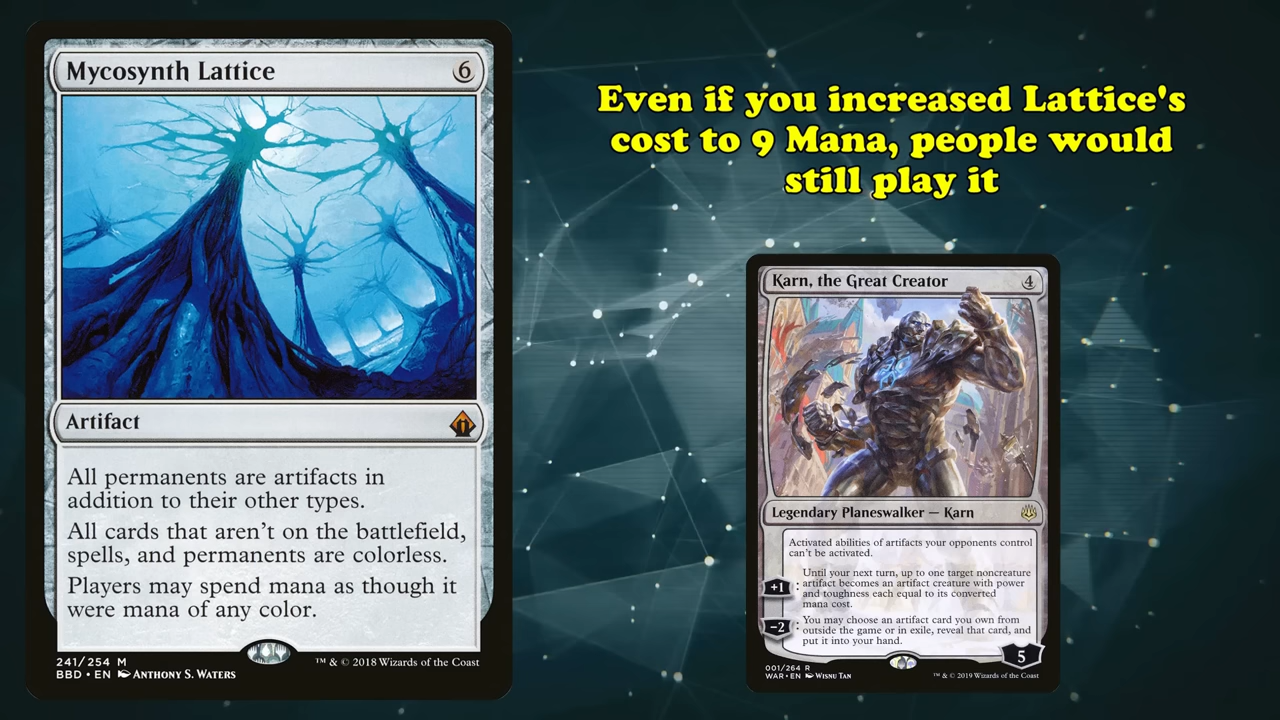 Mycosynth Lattice
6
Even if you increased Lattice's
cost to 9 Mana, people would
still play it
Artifact
All permanents are artifacts in
addition to their other types.
All cards that aren't on the battlefield,
spells, and permanents are colorless.
Players may spend mana as though it
were mana of any color.
241/254 M
BBD • EN ANTHONY S. WATERS
™ & © 2018 Wizards of the Coast
Karn, the Great Creator
4
Legendary Planeswalker — Karn
Activated abilities of artifacts your opponents control
can't be activated.
+1 : Until your next turn, up to one target noncreature
artifact becomes an artifact creature with power
and toughness each equal to its converted
mana cost.
−2 : You may choose an artifact card you own from
outside the game or in exile, reveal that card, and
put it into your hand.
5
001/264 R
WAR • EN WISNU TAN
™ & © 2019 Wizards of the Coast